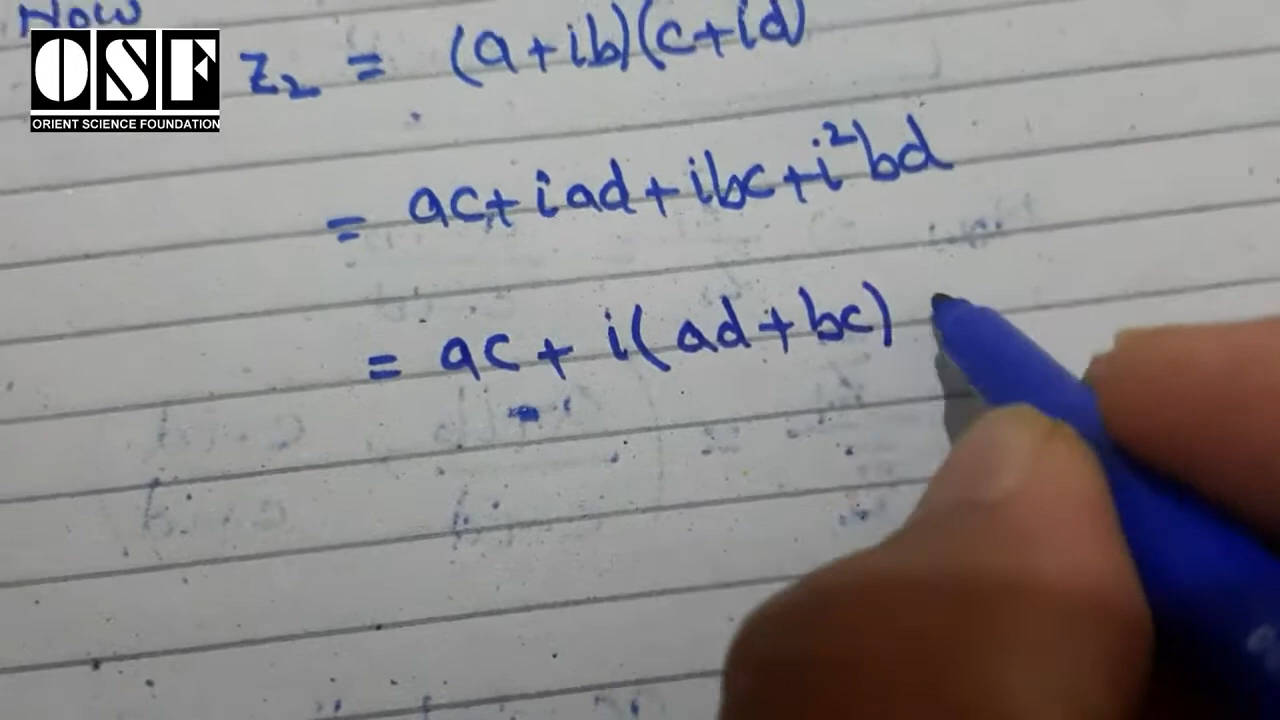 Now
OSF
ORIENT SCIENCE FOUNDATION
z₂ = (a+ib)(c+id)
= ac+iad+ibc+i²bd
= ac+ i(ad+bc)